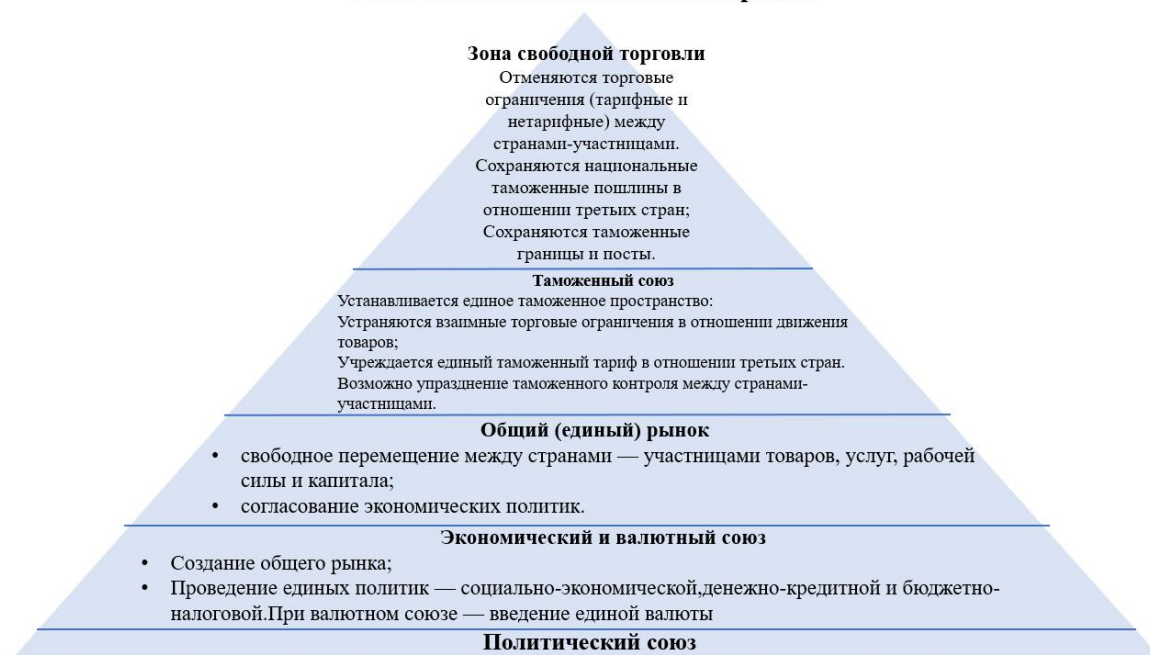 Зона свободной торговли
Отменяются торговые
ограничения (тарифные и
нетарифные) между
странами-участницами.
Сохраняются национальные
таможенные пошлины в
отношении третьих стран;
Сохраняются таможенные
границы и посты.
Таможенный союз
Устанавливается единое таможенное пространство:
Устраняются взаимные торговые ограничения в отношении движения
товаров;
Учреждается единый таможенный тариф в отношении третьих стран.
Возможно упразднение таможенного контроля между странами-
участницами.
Общий (единый) рынок
• свободное перемещение между странами — участницами товаров, услуг, рабочей
силы и капитала;
• согласование экономических политик.
Экономический и валютный союз
• Создание общего рынка;
• Проведение единых политик — социально-экономической,денежно-кредитной и бюджетно-
налоговой.При валютном союзе — введение единой валюты
Политический союз